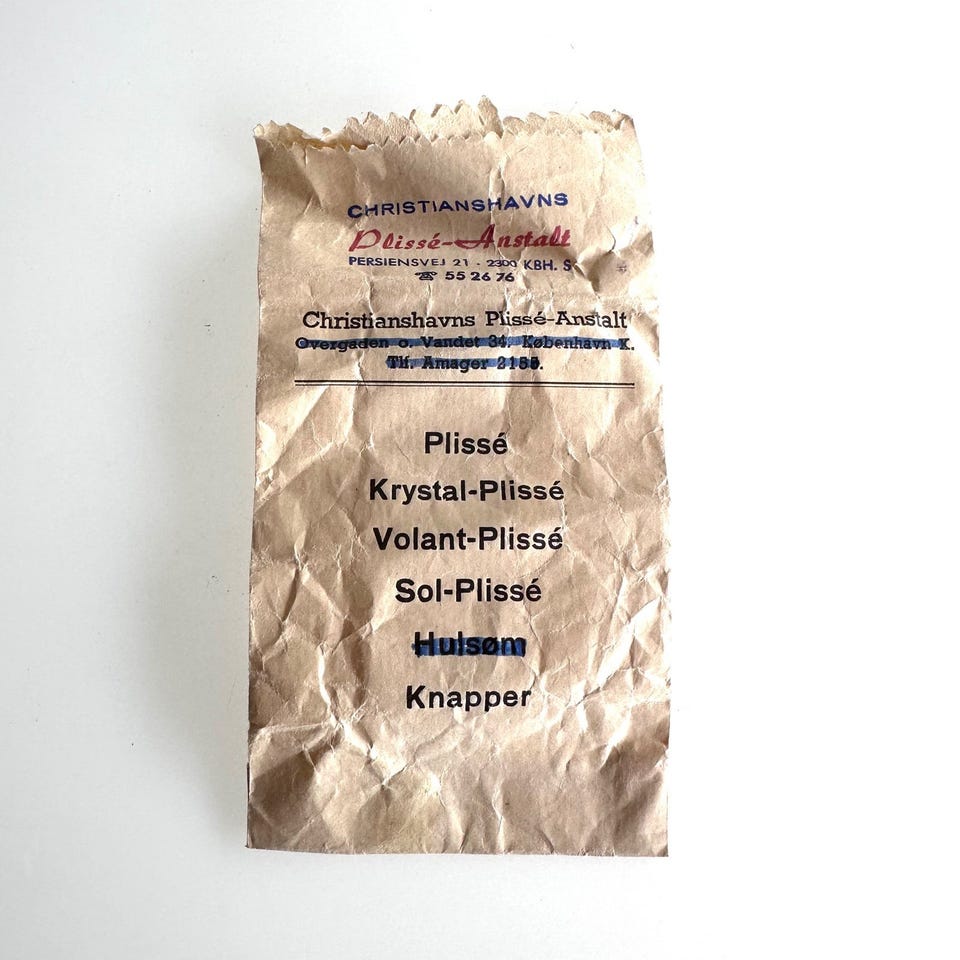 CHRISTIANSHAVNS
Plissé-Anstalt
PERSIENSVEJ 21 - 2300 KBH. S
☎ 55 26 76
Christianshavns Plissé-Anstalt
Overgaden o. Vandet 34. København K.
Tlf. Amager 2155.
Plissé
Krystal-Plissé
Volant-Plissé
Sol-Plissé
Hulsøm
Knapper